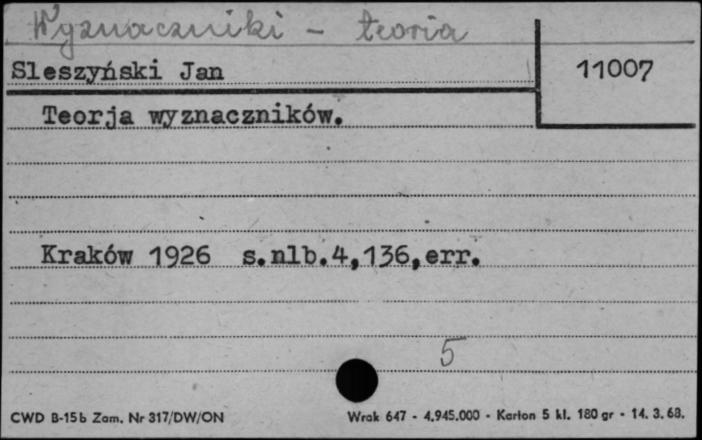 Wyznaczniki - teoria
Sleszyński Jan
11007
Teorja wyznaczników.
Kraków 1926 s.nlb.4,136,err.
5
CWD B-15b Zam. Nr 317/DW/ON
Wrak 647 - 4.945.000 - Karton 5 kl. 180 gr - 14. 3. 68.